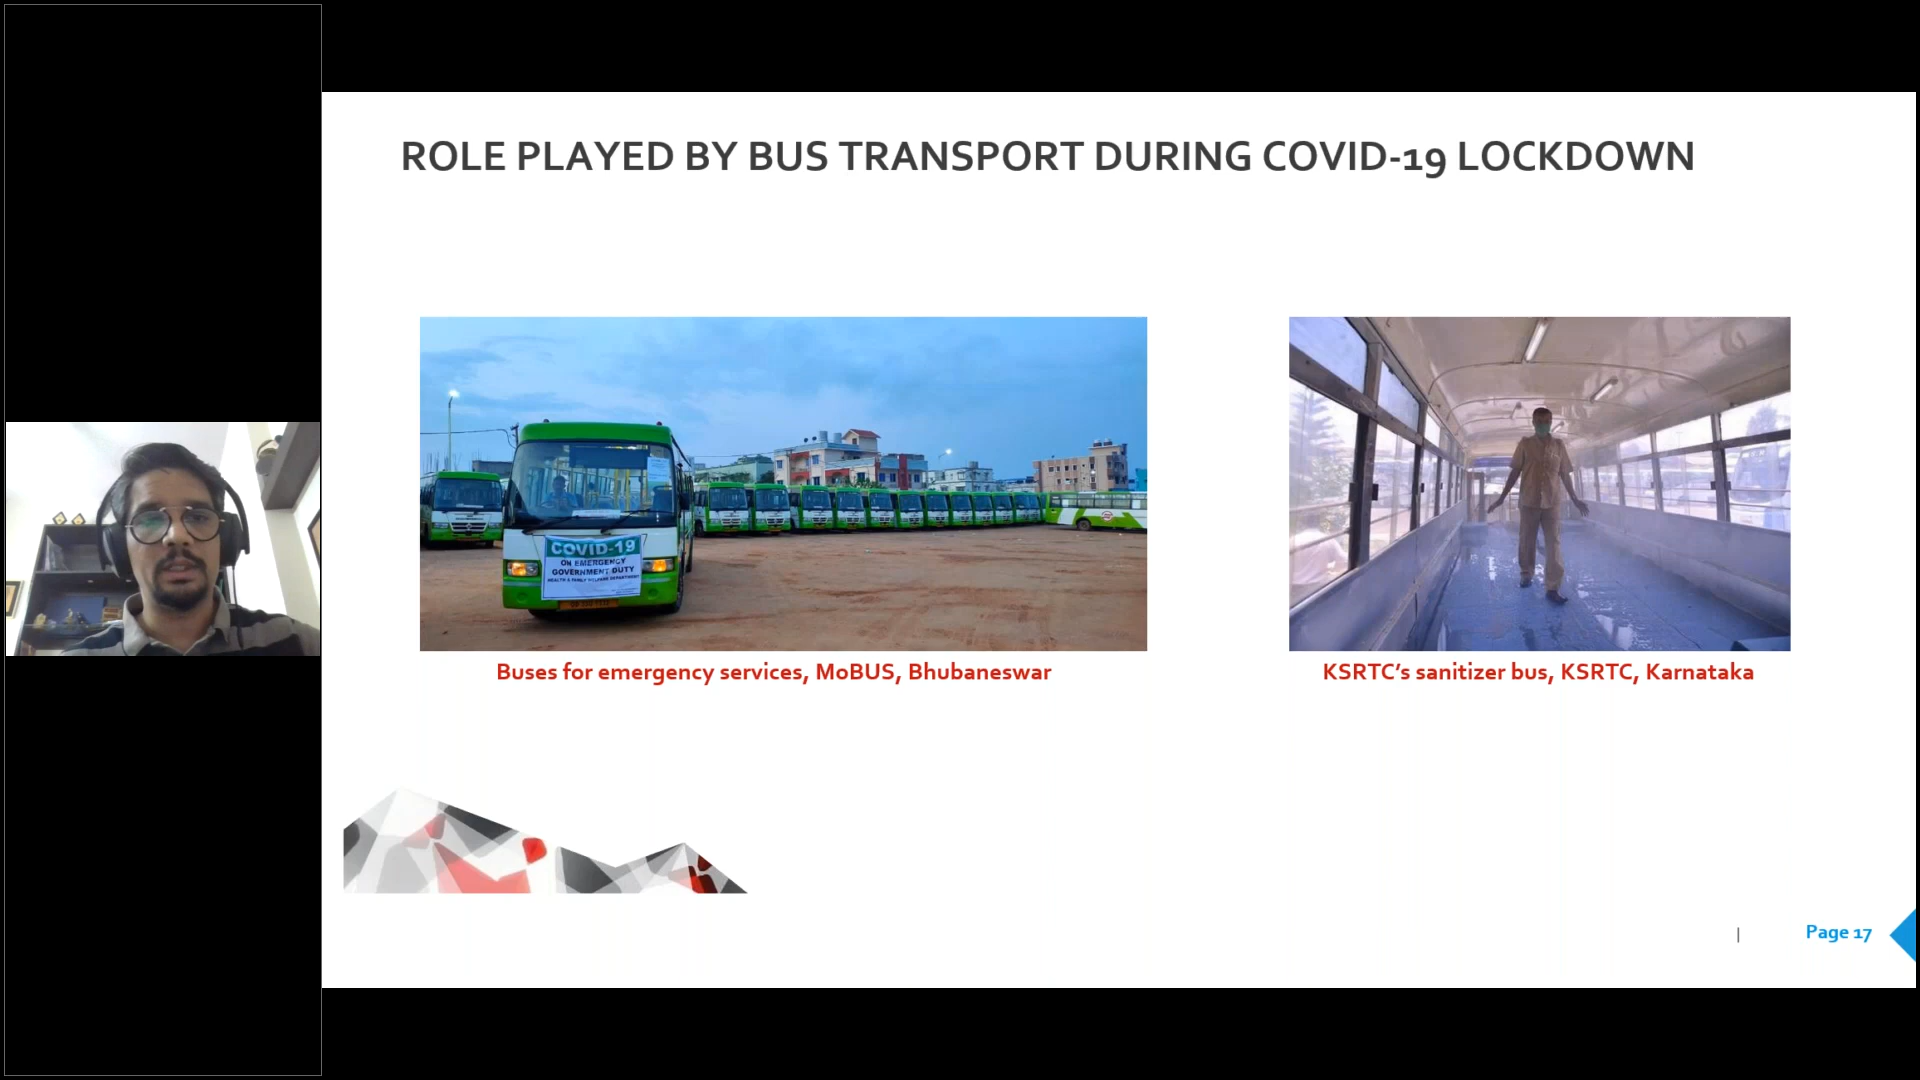 ROLE PLAYED BY BUS TRANSPORT DURING COVID-19 LOCKDOWN
COVID-19
ON EMERGENCY
GOVERNMENT DUTY
HEALTH & FAMILY WELFARE DEPARTMENT
Buses for emergency services, MoBUS, Bhubaneswar
KSRTC’s sanitizer bus, KSRTC, Karnataka
| Page 17